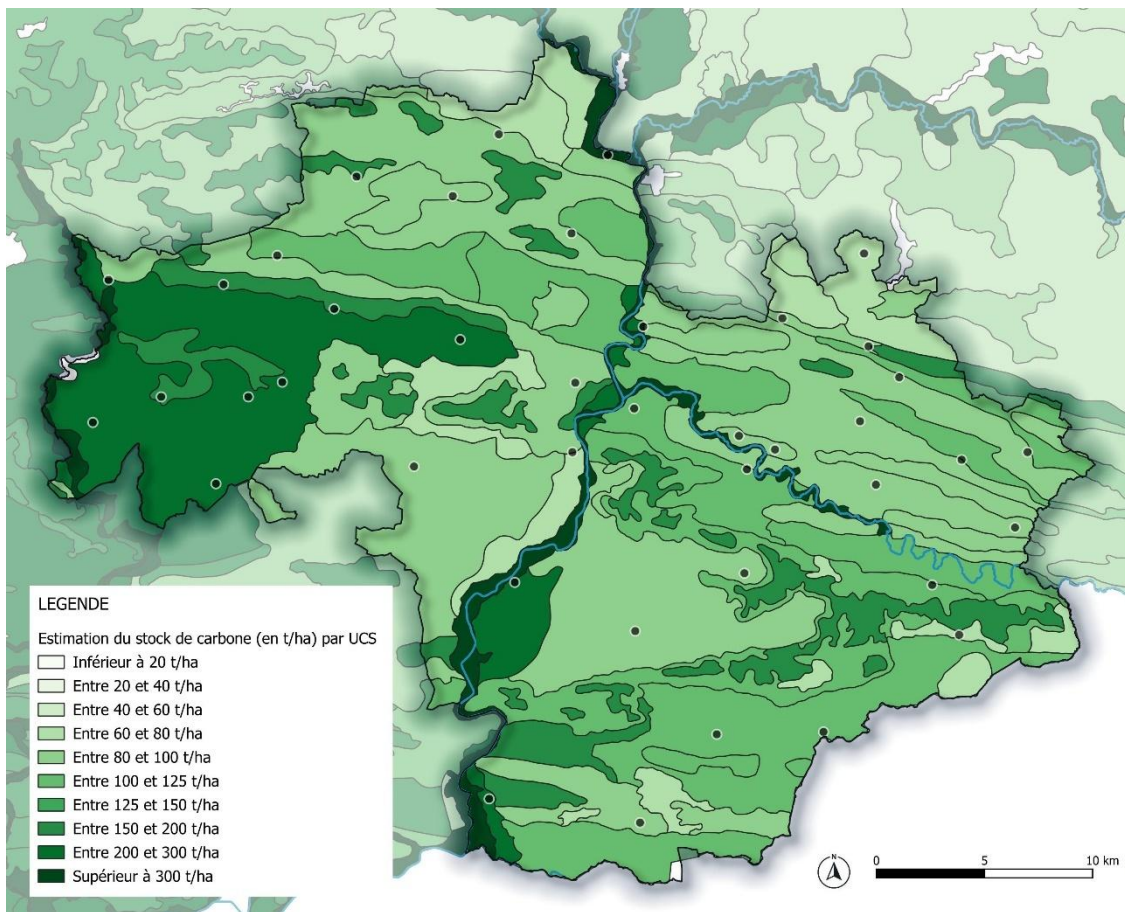 LEGENDE
Estimation du stock de carbone (en t/ha) par UCS
Inférieur à 20 t/ha
Entre 20 et 40 t/ha
Entre 40 et 60 t/ha
Entre 60 et 80 t/ha
Entre 80 et 100 t/ha
Entre 100 et 125 t/ha
Entre 125 et 150 t/ha
Entre 150 et 200 t/ha
Entre 200 et 300 t/ha
Supérieur à 300 t/ha
N
0 5 10 km